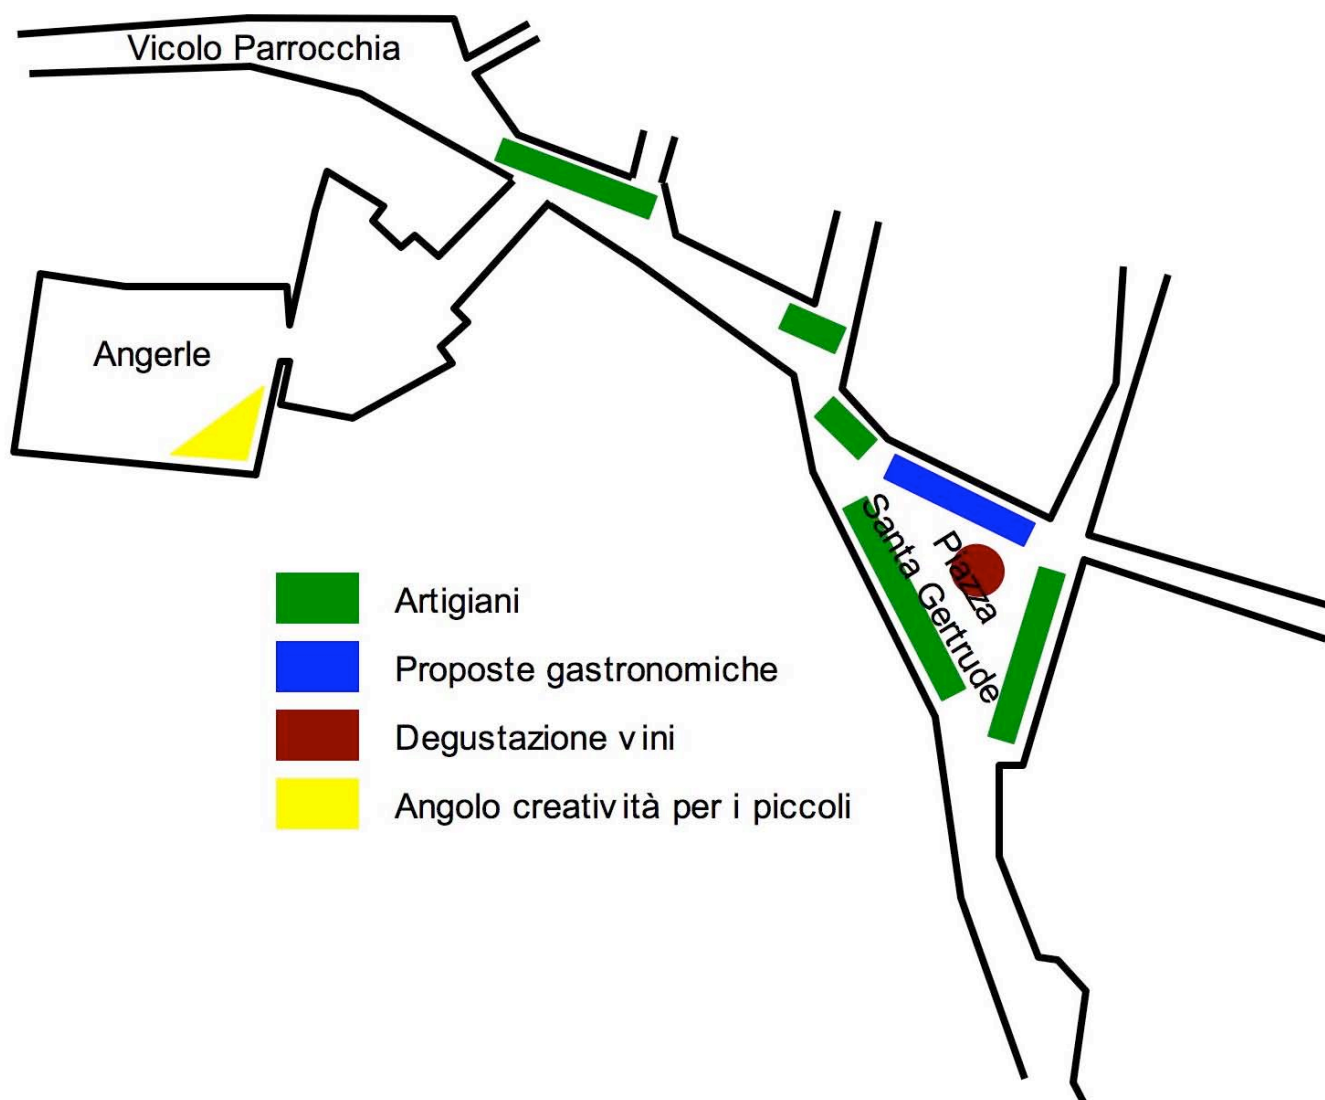 Vicolo Parrocchia
Angerle
Piazza
Santa Gertrude
Artigiani
Proposte gastronomiche
Degustazione vini
Angolo creatività per i piccoli